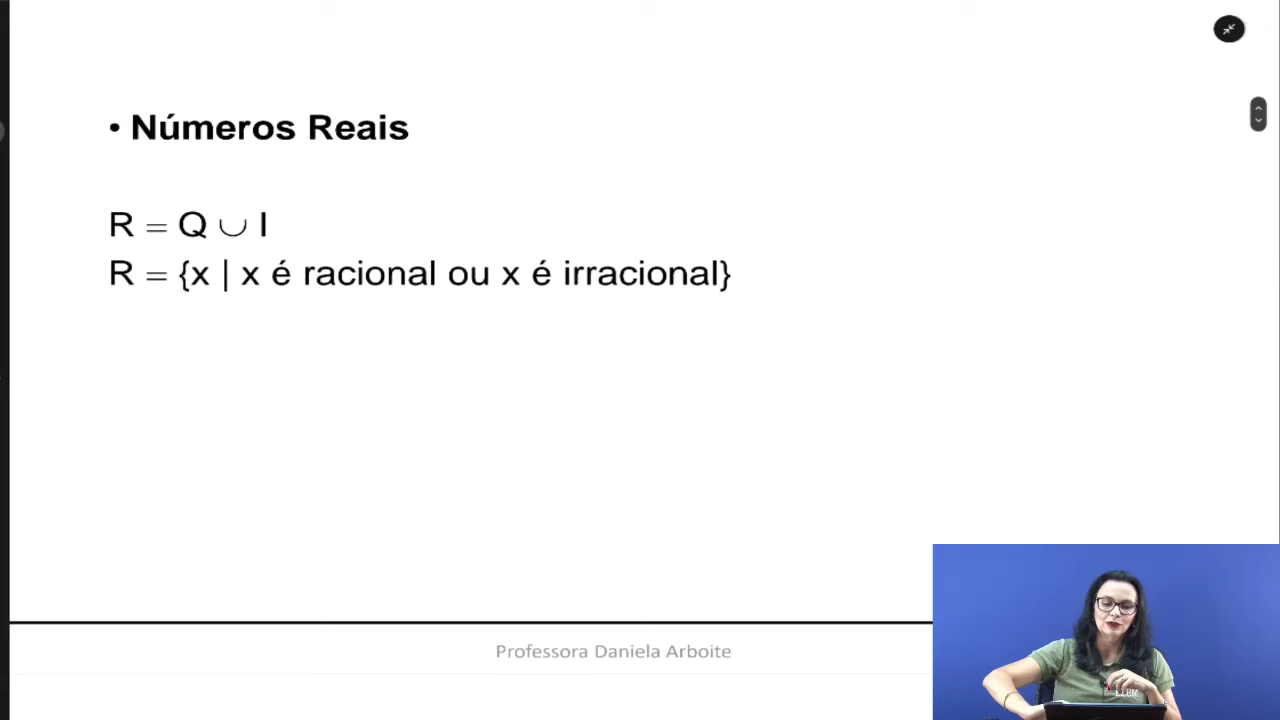 • Números Reais
R = Q ∪ I
R = {x | x é racional ou x é irracional}
Professora Daniela Arboite